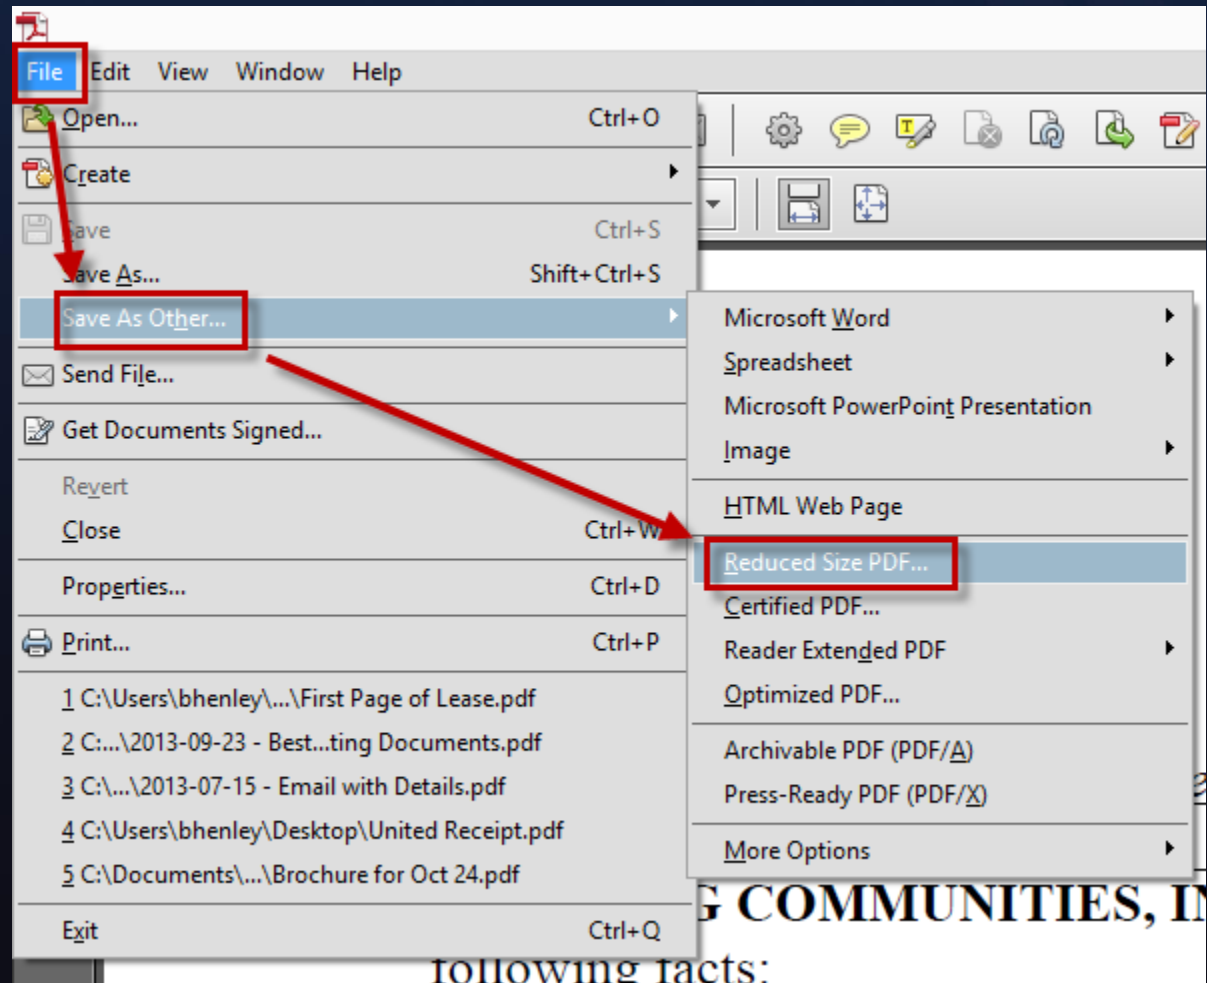 File Edit View Window Help
Open... Ctrl+O
Create
Save Ctrl+S
Save As... Shift+Ctrl+S
Save As Other...
Send File...
Get Documents Signed...
Revert
Close Ctrl+W
Properties... Ctrl+D
Print... Ctrl+P
1 C:\Users\bhenley\...\First Page of Lease.pdf
2 C:...\2013-09-23 - Best...ting Documents.pdf
3 C:\...\2013-07-15 - Email with Details.pdf
4 C:\Users\bhenley\Desktop\United Receipt.pdf
5 C:\Documents\...\Brochure for Oct 24.pdf
Exit Ctrl+Q
Microsoft Word
Spreadsheet
Microsoft PowerPoint Presentation
Image
HTML Web Page
Reduced Size PDF...
Certified PDF...
Reader Extended PDF
Optimized PDF...
Archivable PDF (PDF/A)
Press-Ready PDF (PDF/X)
More Options
G COMMUNITIES, IN
following facts: